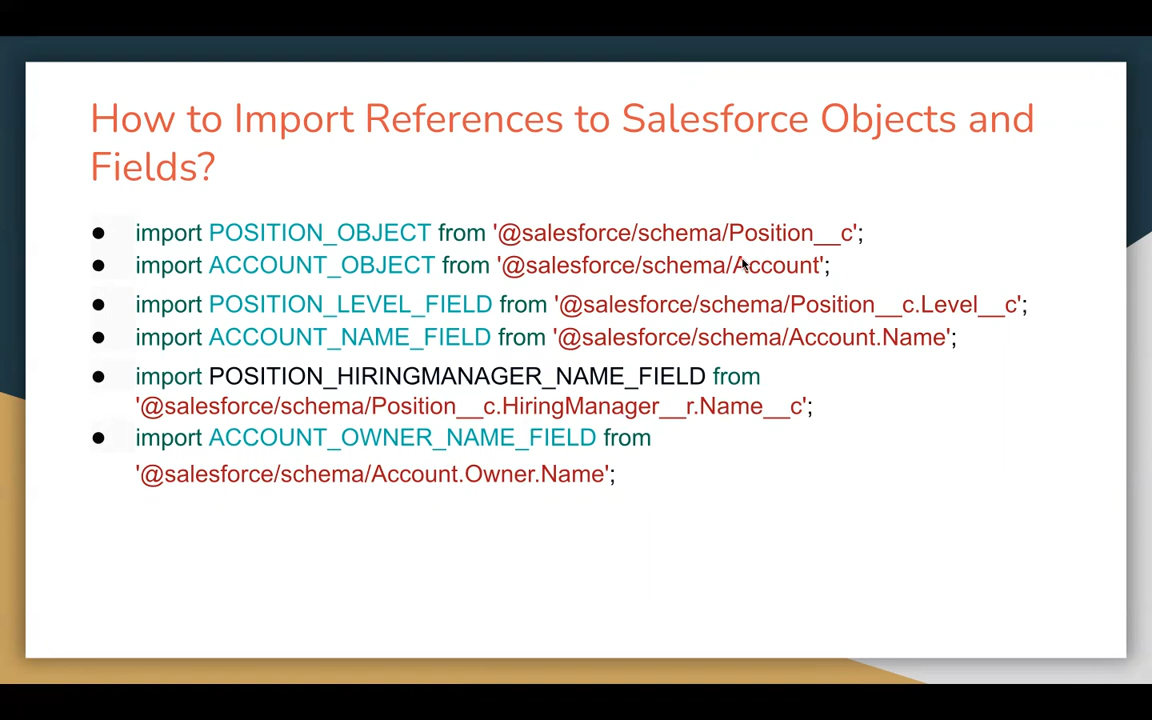 How to Import References to Salesforce Objects and
Fields?
● import POSITION_OBJECT from '@salesforce/schema/Position__c';
● import ACCOUNT_OBJECT from '@salesforce/schema/Account';
● import POSITION_LEVEL_FIELD from '@salesforce/schema/Position__c.Level__c';
● import ACCOUNT_NAME_FIELD from '@salesforce/schema/Account.Name';
● import POSITION_HIRINGMANAGER_NAME_FIELD from
'@salesforce/schema/Position__c.HiringManager__r.Name__c';
● import ACCOUNT_OWNER_NAME_FIELD from
'@salesforce/schema/Account.Owner.Name';